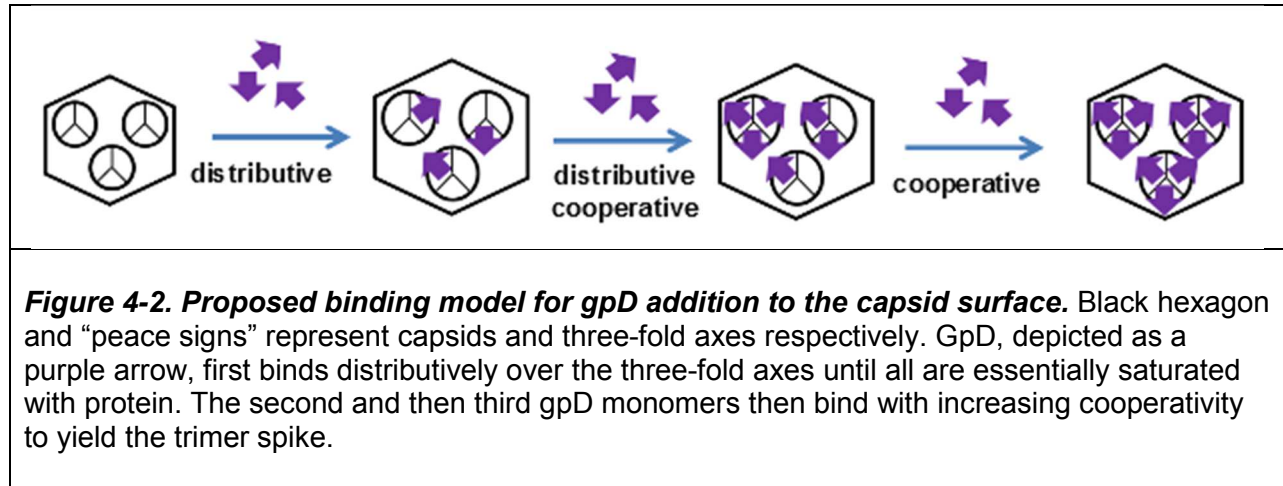 distributive
distributive
cooperative
cooperative
Figure 4-2. Proposed binding model for gpD addition to the capsid surface. Black hexagon
and “peace signs” represent capsids and three-fold axes respectively. GpD, depicted as a
purple arrow, first binds distributively over the three-fold axes until all are essentially saturated
with protein. The second and then third gpD monomers then bind with increasing cooperativity
to yield the trimer spike.